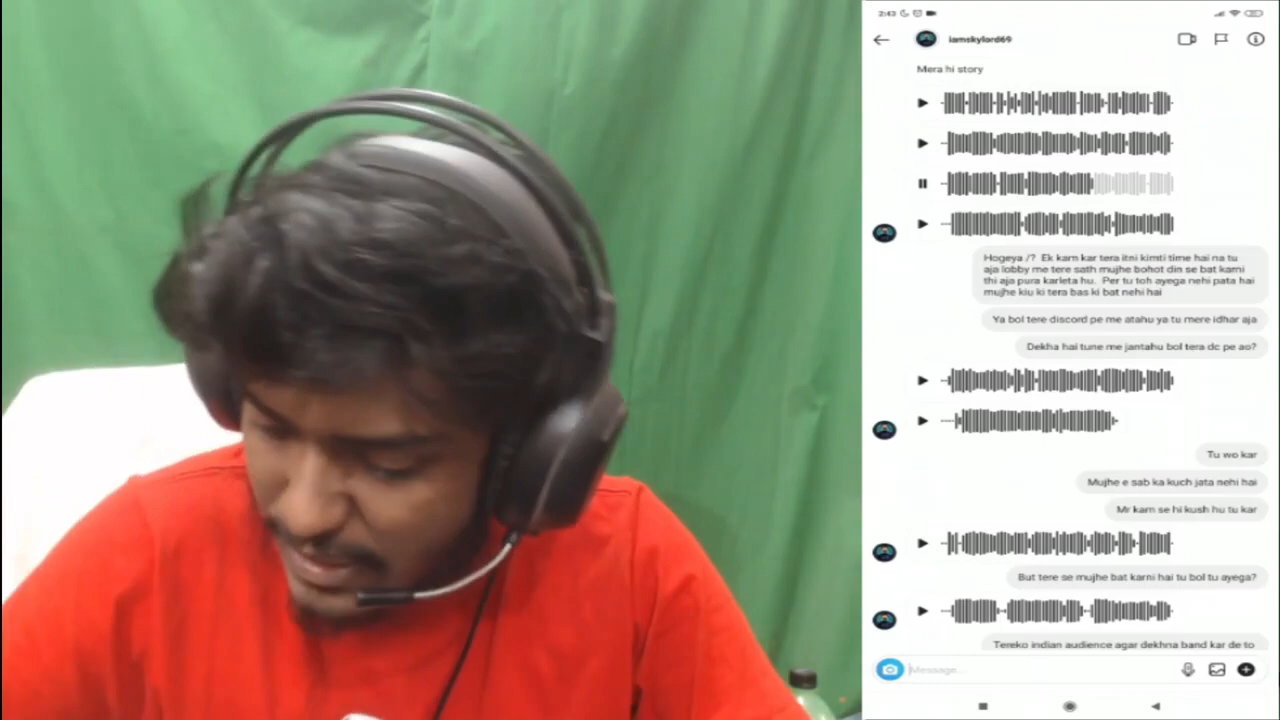 2:43
iamskylord69
Mera hi story
Hogeya /? Ek kam kar tera itni kimti time hai na tu
aja lobby me tere sath mujhe bohot din se bat karni
thi aja pura karleta hu. Per tu toh ayega nehi pata hai
mujhe kiu ki tera bas ki bat nehi hai
Ya bol tere discord pe me atahu ya tu mere idhar aja
Dekha hai tune me jantahu bol tera dc pe ao?
Tu wo kar
Mujhe e sab ka kuch jata nehi hai
Mr kam se hi kush hu tu kar
But tere se mujhe bat karni hai tu bol tu ayega?
Tereko indian audience agar dekhna band kar de to
Message...